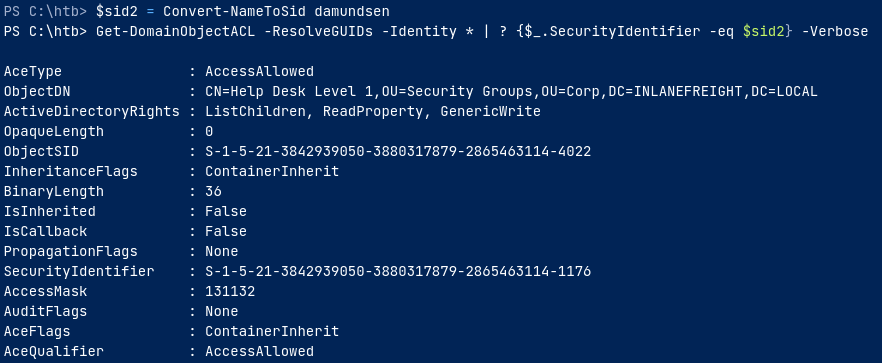 PS C:\htb> $sid2 = Convert-NameToSid damundsen
PS C:\htb> Get-DomainObjectACL -ResolveGUIDs -Identity * | ? {$_.SecurityIdentifier -eq $sid2} -Verbose
AceType               : AccessAllowed
ObjectDN              : CN=Help Desk Level 1,OU=Security Groups,OU=Corp,DC=INLANEFREIGHT,DC=LOCAL
ActiveDirectoryRights : ListChildren, ReadProperty, GenericWrite
OpaqueLength          : 0
ObjectSID             : S-1-5-21-3842939050-3880317879-2865463114-4022
InheritanceFlags      : ContainerInherit
BinaryLength          : 36
IsInherited           : False
IsCallback            : False
PropagationFlags      : None
SecurityIdentifier    : S-1-5-21-3842939050-3880317879-2865463114-1176
AccessMask            : 131132
AuditFlags            : None
AceFlags              : ContainerInherit
AceQualifier          : AccessAllowed